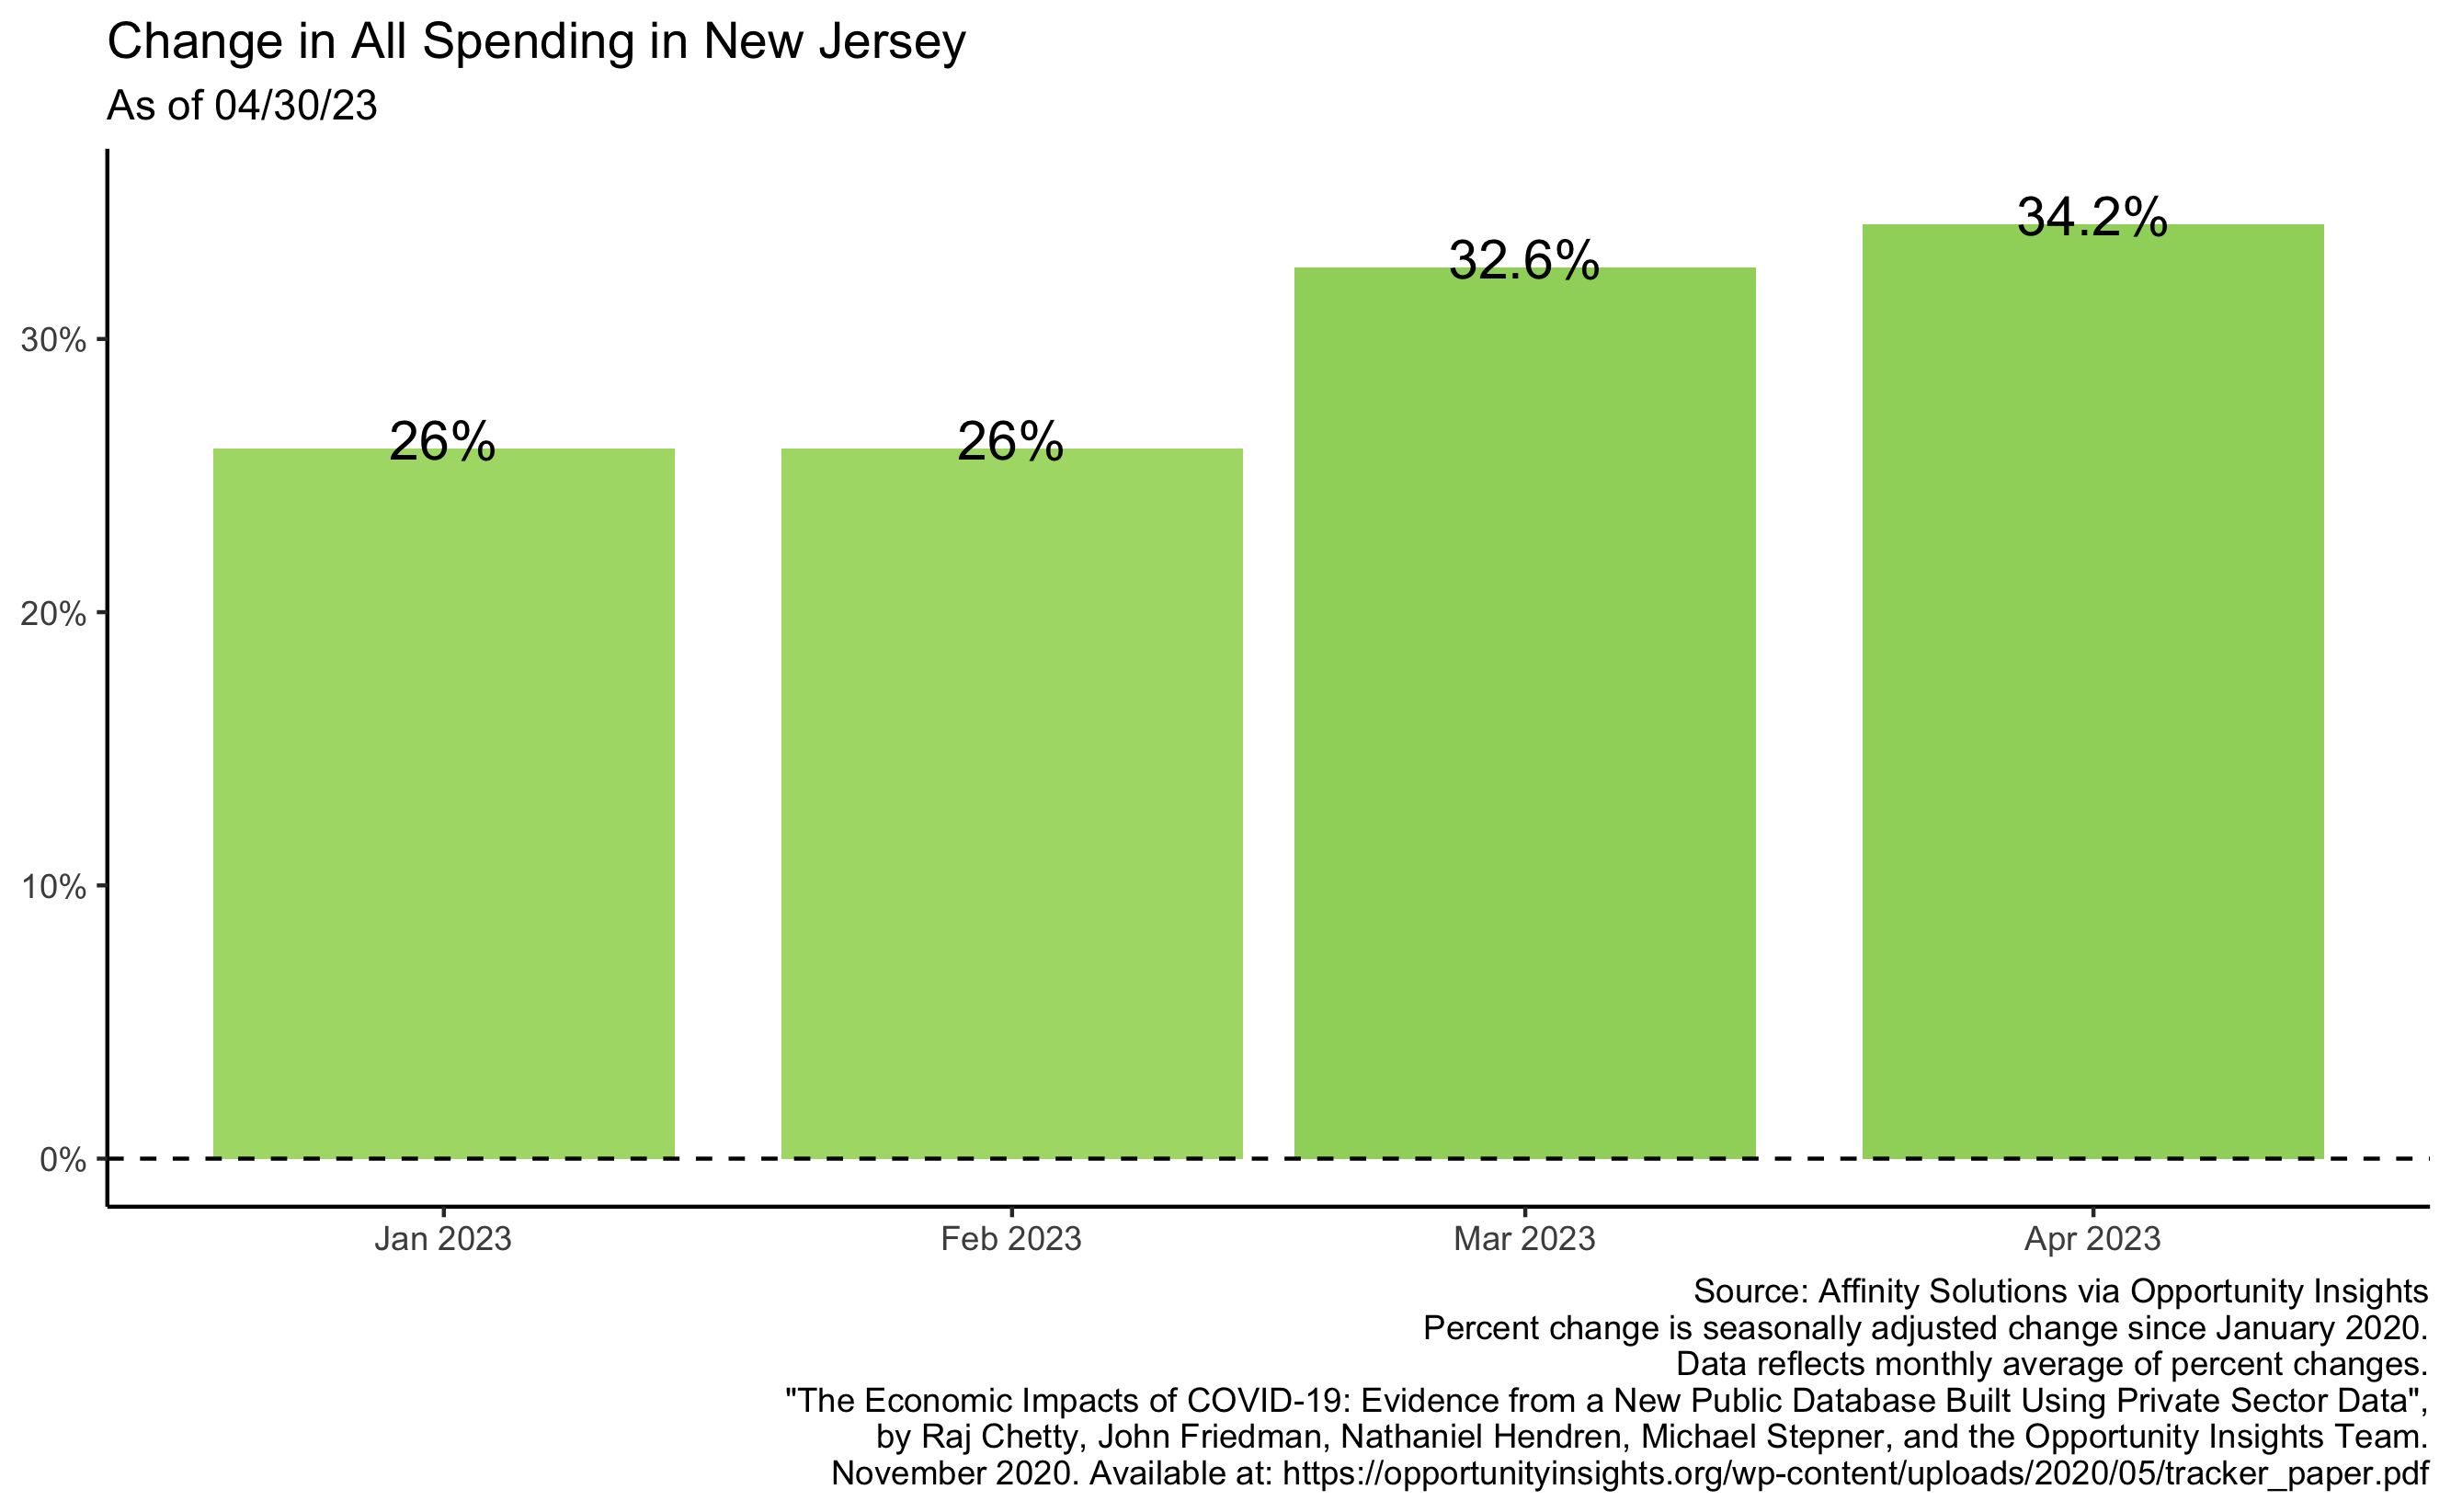 Change in All Spending in New Jersey
As of 04/30/23
34.2%
32.6%
30%
26%
26%
20%
10%
0%
Jan 2023
Feb 2023
Mar 2023
Apr 2023
Source: Affinity Solutions via Opportunity Insights
Percent change is seasonally adjusted change since January 2020.
Data reflects monthly average of percent changes.
"The Economic Impacts of COVID-19: Evidence from a New Public Database Built Using Private Sector Data",
by Raj Chetty, John Friedman, Nathaniel Hendren, Michael Stepner, and the Opportunity Insights Team.
November 2020. Available at: https://opportunityinsights.org/wp-content/uploads/2020/05/tracker_paper.pdf